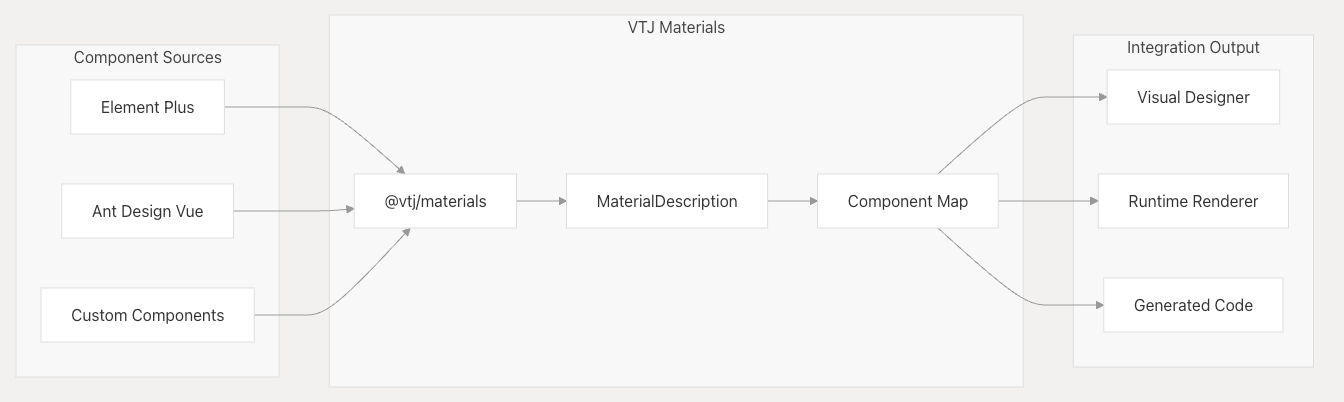 Component Sources
Element Plus
Ant Design Vue
Custom Components
VTJ Materials
@vtj/materials
MaterialDescription
Component Map
Integration Output
Visual Designer
Runtime Renderer
Generated Code